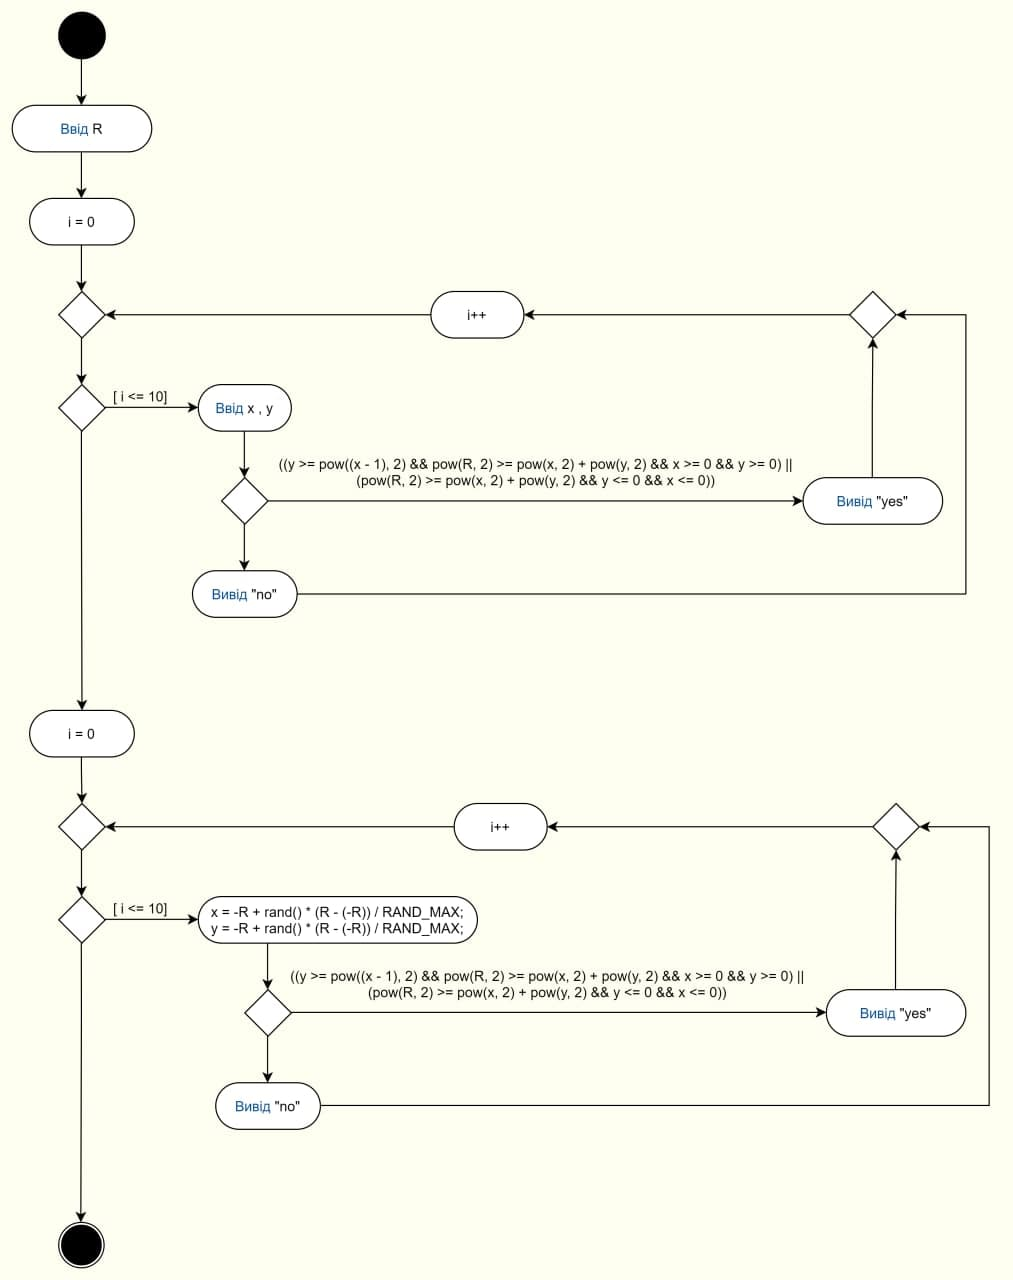 Ввід R
i = 0
i++
[ i <= 10]
Ввід x , y
((y >= pow((x - 1), 2) && pow(R, 2) >= pow(x, 2) + pow(y, 2) && x >= 0 && y >= 0) ||
(pow(R, 2) >= pow(x, 2) + pow(y, 2) && y <= 0 && x <= 0))
Вивід "yes"
Вивід "no"
i = 0
i++
[ i <= 10]
x = -R + rand() * (R - (-R)) / RAND_MAX;
y = -R + rand() * (R - (-R)) / RAND_MAX;
((y >= pow((x - 1), 2) && pow(R, 2) >= pow(x, 2) + pow(y, 2) && x >= 0 && y >= 0) ||
(pow(R, 2) >= pow(x, 2) + pow(y, 2) && y <= 0 && x <= 0))
Вивід "yes"
Вивід "no"